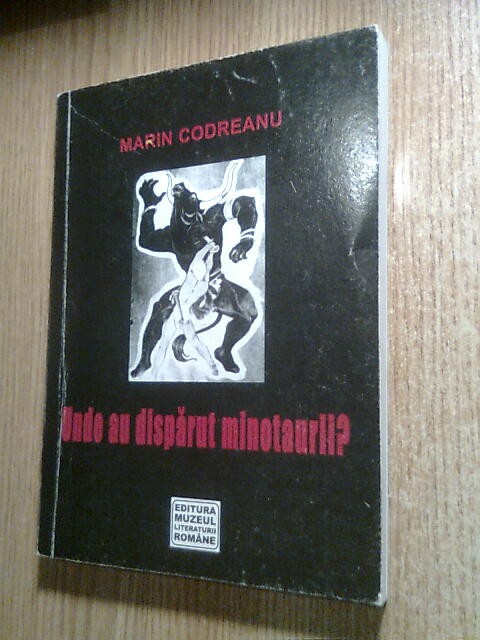 MARIN CODREANU
Unde au dispărut minotaurii?
EDITURA
MUZEUL
LITERATURII
ROMÂNE